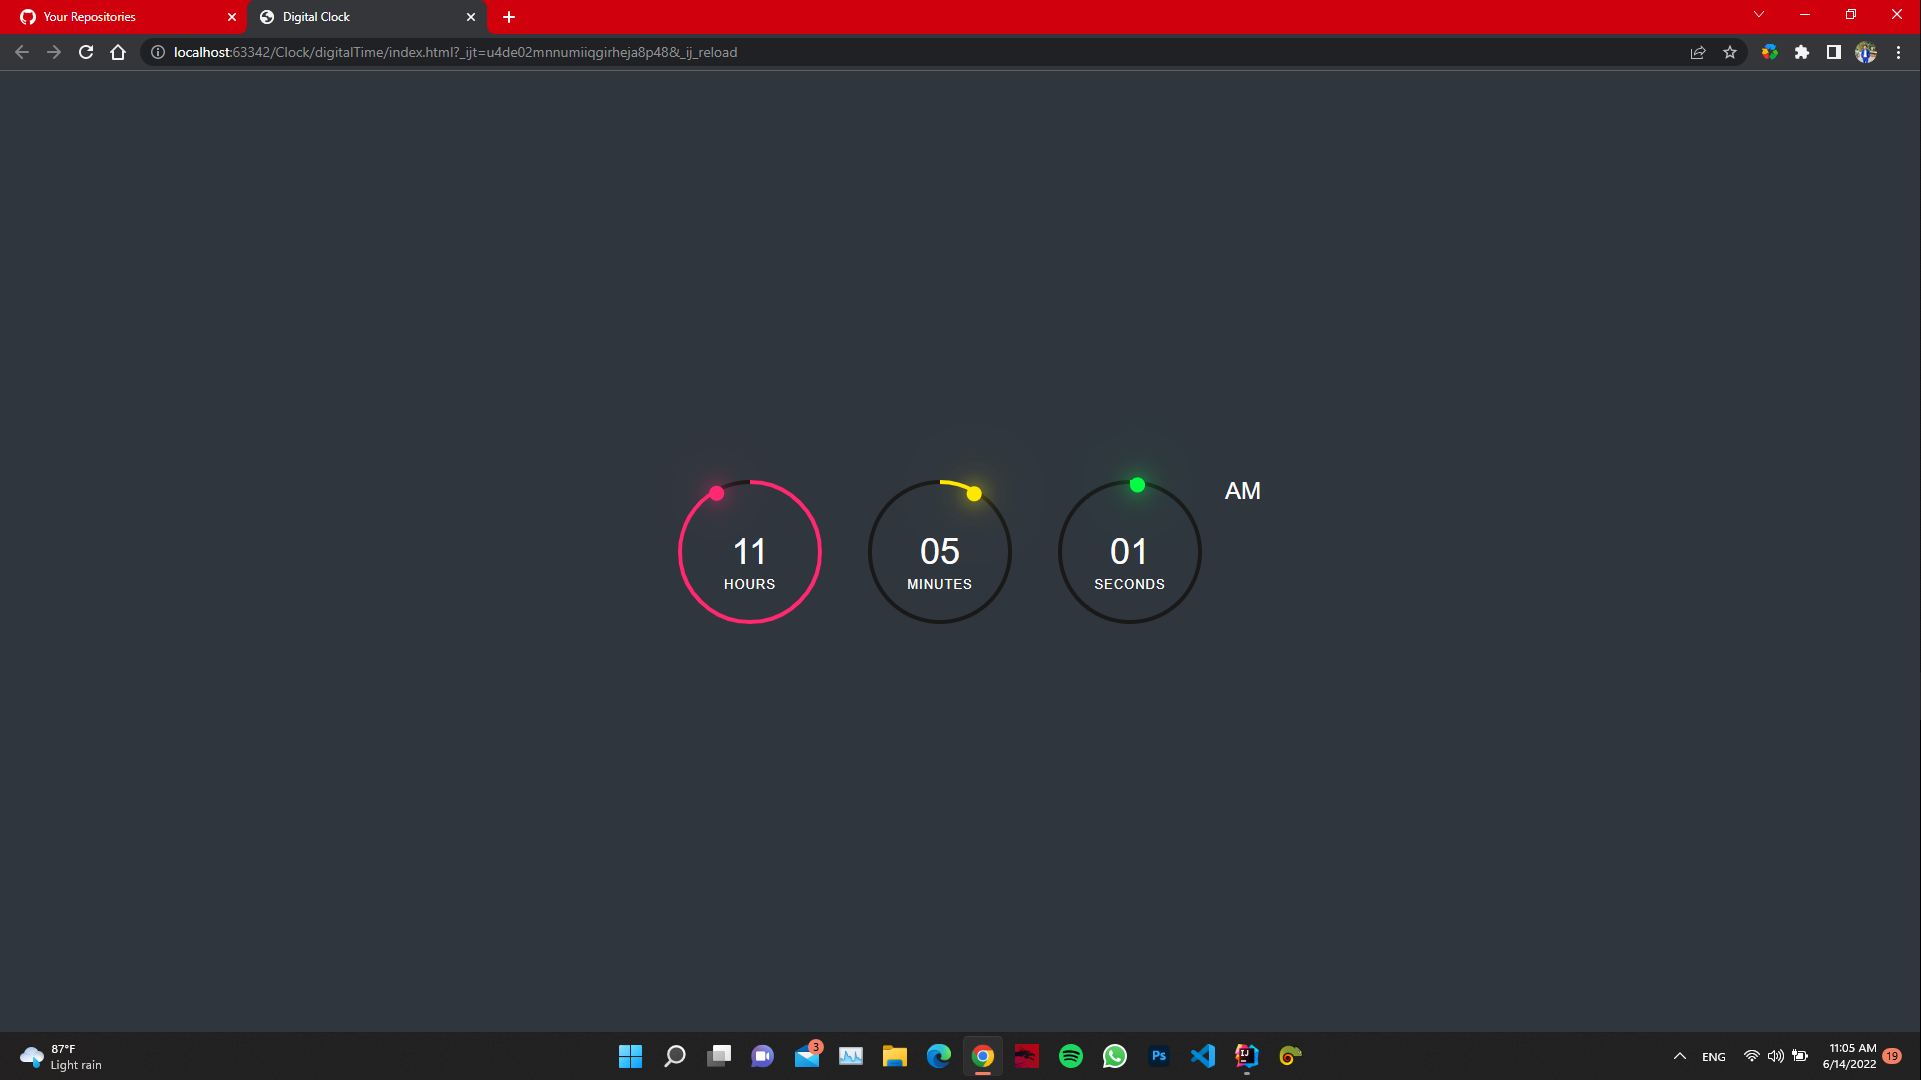 Your Repositories
Digital Clock
localhost:63342/Clock/digitalTime/index.html?_ijt=u4de02mnnumiiqgirheja8p48&_ij_reload
AM
11
HOURS
05
MINUTES
01
SECONDS
87°F
Light rain
3
Ps
IJ
ENG
11:05 AM
6/14/2022
19